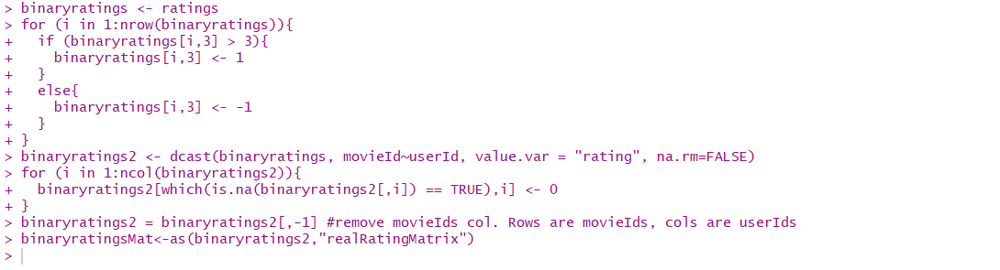 > binaryratings <- ratings
> for (i in 1:nrow(binaryratings)){
+   if (binaryratings[i,3] > 3){
+     binaryratings[i,3] <- 1
+   }
+   else{
+     binaryratings[i,3] <- -1
+   }
+ }
> binaryratings2 <- dcast(binaryratings, movieId~userId, value.var = "rating", na.rm=FALSE)
> for (i in 1:ncol(binaryratings2)){
+   binaryratings2[which(is.na(binaryratings2[,i]) == TRUE),i] <- 0
+ }
> binaryratings2 = binaryratings2[,-1] #remove movieIds col. Rows are movieIds, cols are userIds
> binaryratingsMat<-as(binaryratings2,"realRatingMatrix")
>